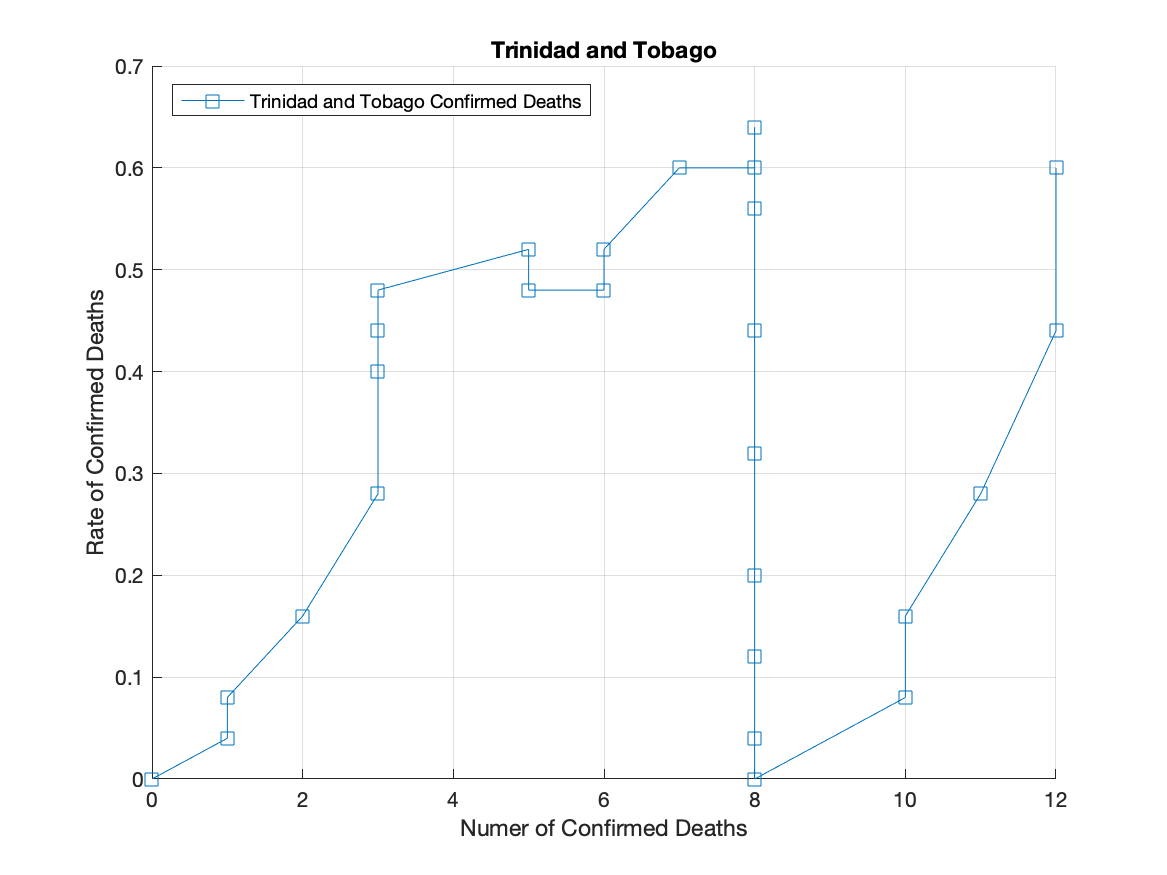 Trinidad and Tobago
Trinidad and Tobago Confirmed Deaths
Rate of Confirmed Deaths
0.7
0.6
0.5
0.4
0.3
0.2
0.1
0
0 2 4 6 8 10 12
Numer of Confirmed Deaths